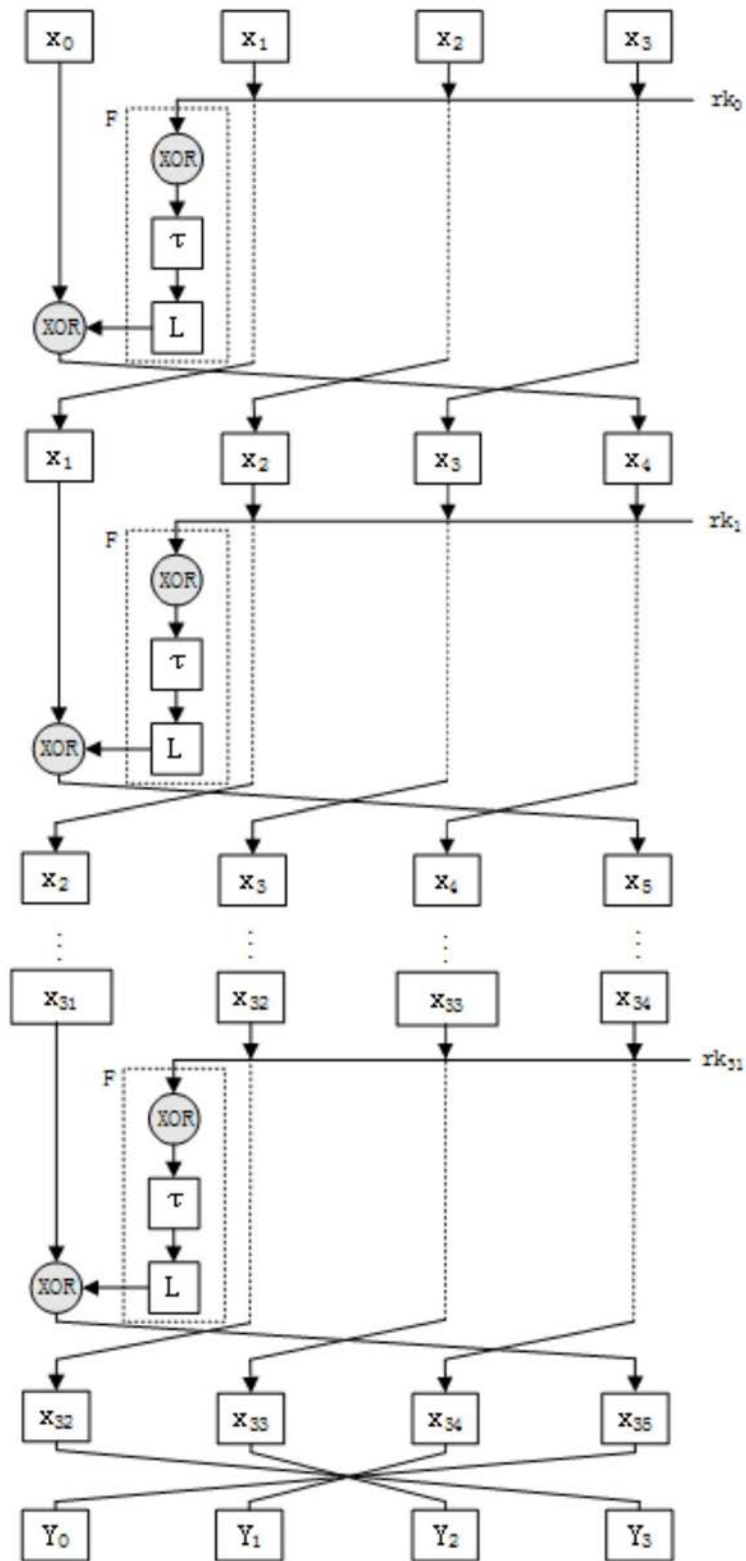 x₀ x₁ x₂ x₃
rk₀
F
XOR
τ
XOR L
x₁ x₂ x₃ x₄
rk₁
F
XOR
τ
XOR L
x₂ x₃ x₄ x₅
⋮ ⋮ ⋮ ⋮
x₃₁ x₃₂ x₃₃ x₃₄
rk₃₁
F
XOR
τ
XOR L
x₃₂ x₃₃ x₃₄ x₃₅
Y₀ Y₁ Y₂ Y₃